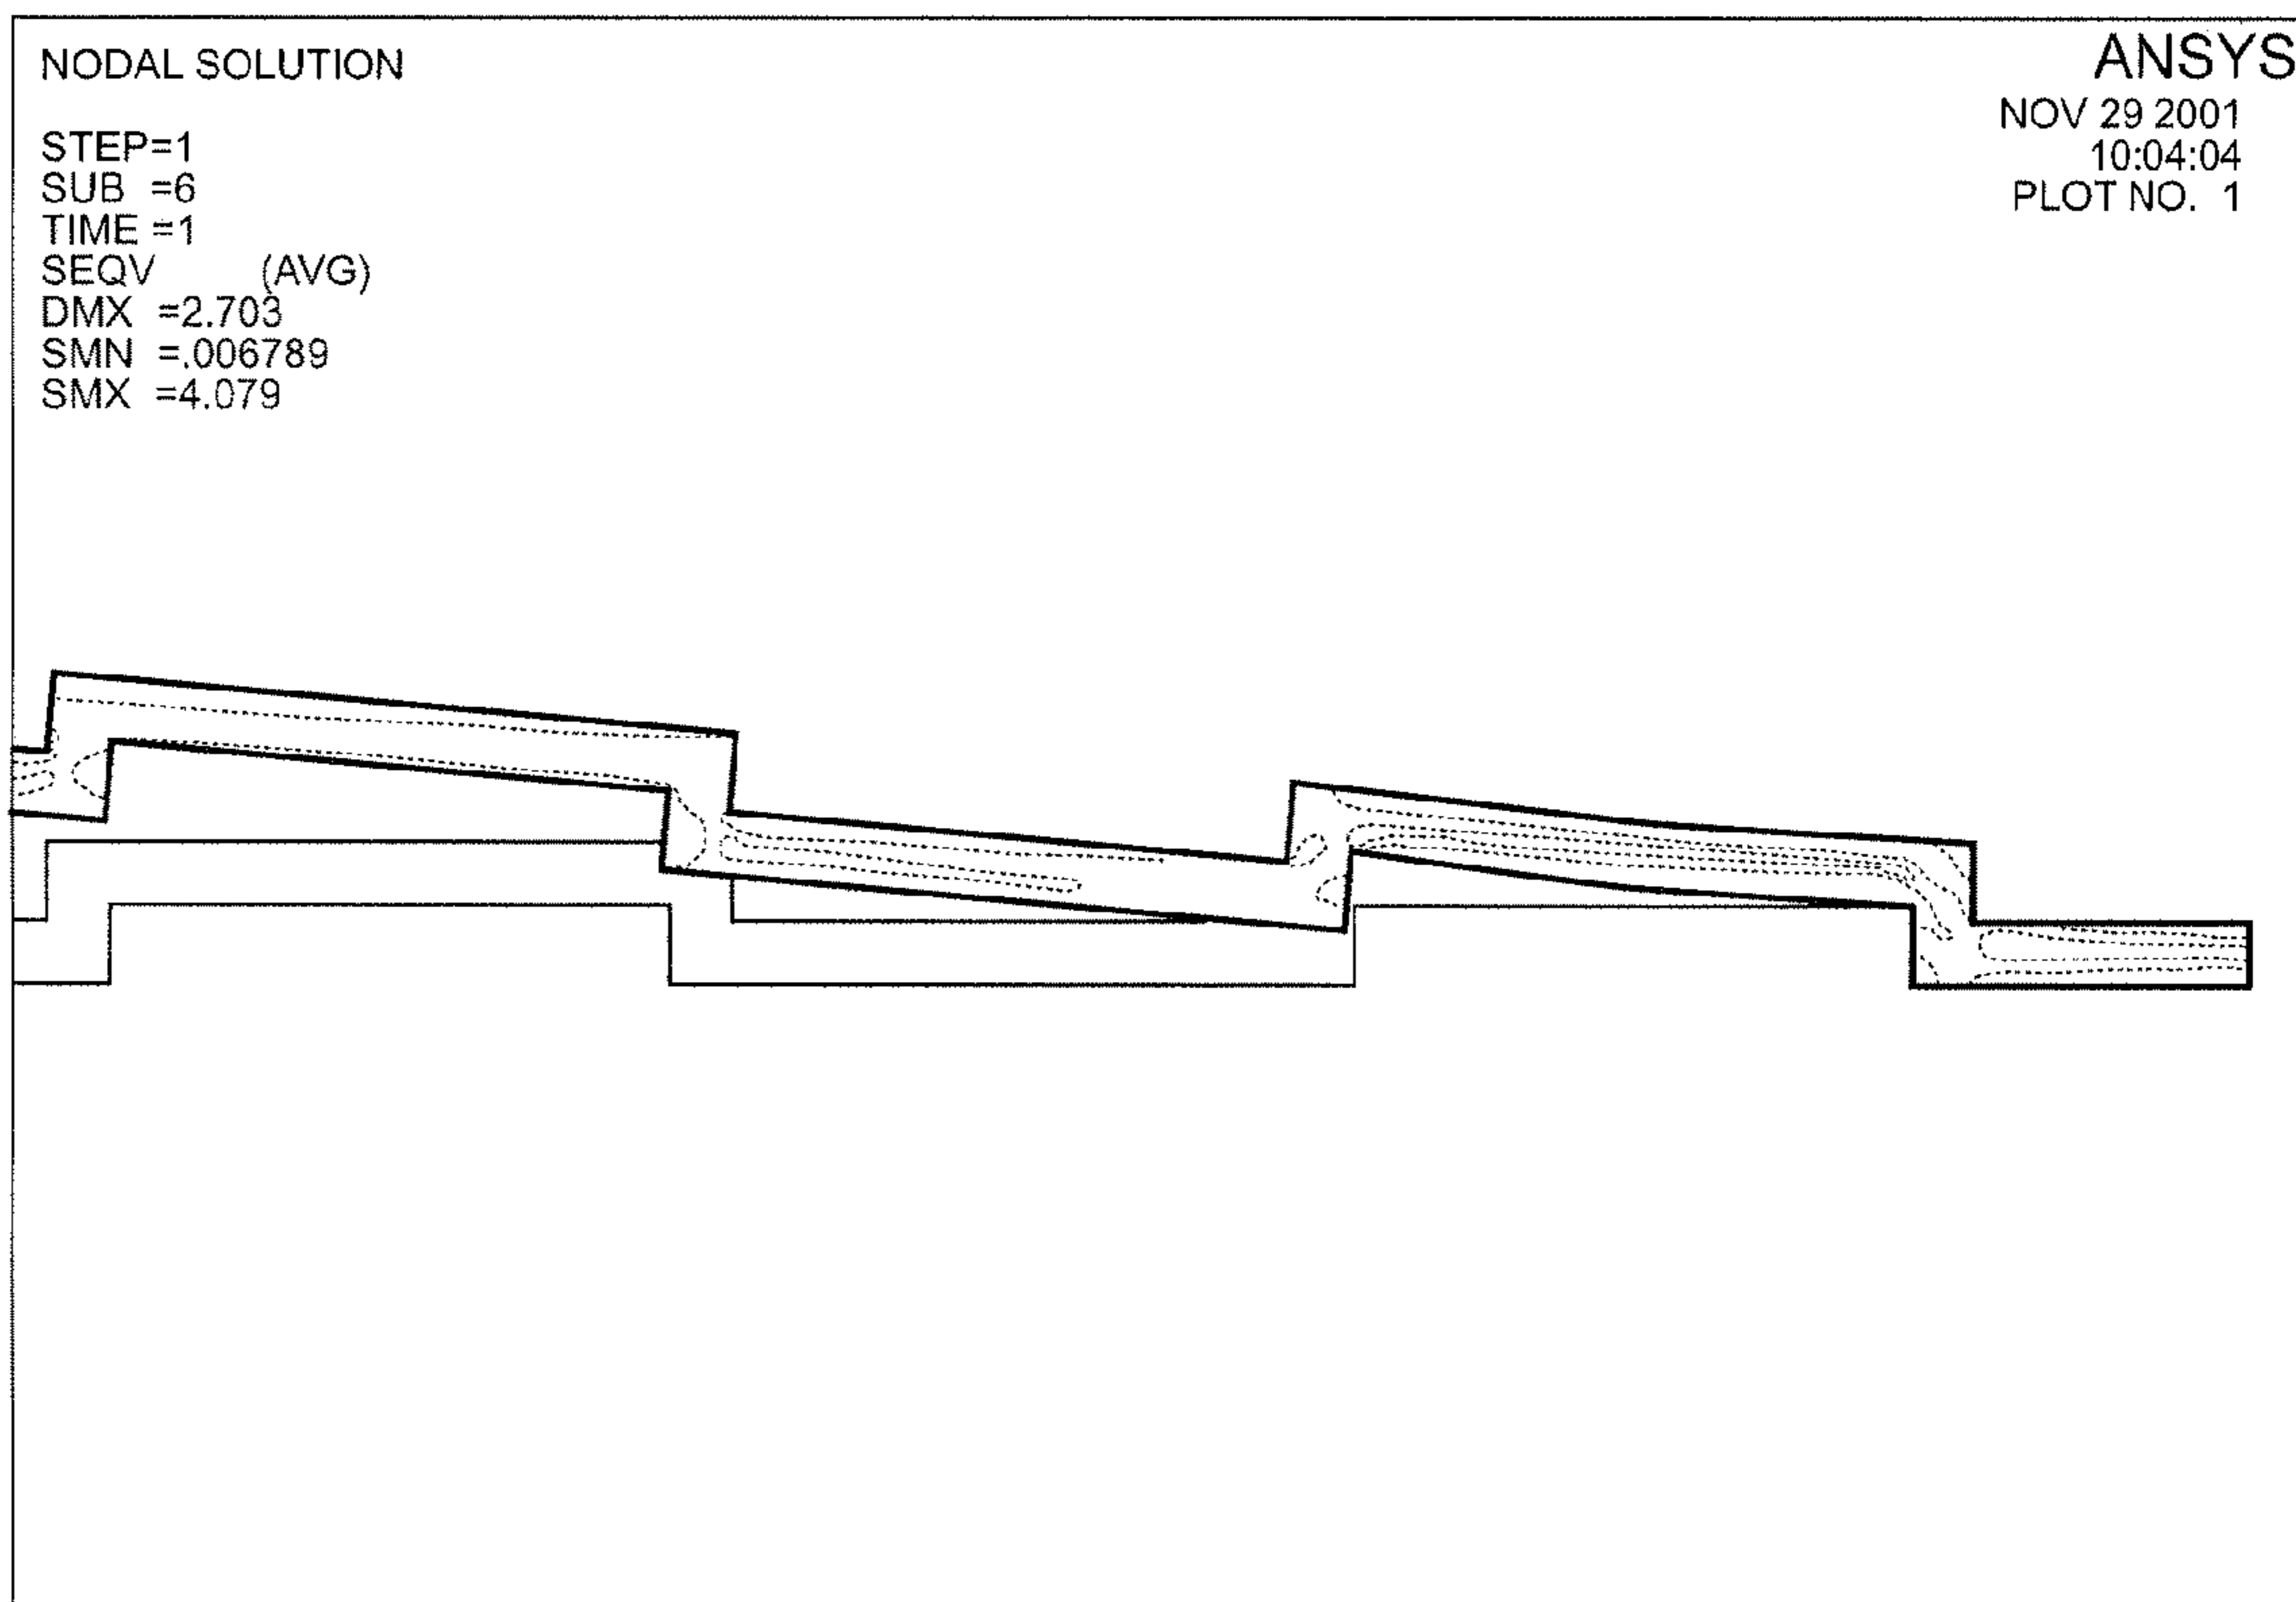 NODAL SOLUTION
STEP=1
SUB =6
TIME =1
SEQV (AVG)
DMX =2.703
SMN =.006789
SMX =4.079
ANSYS
NOV 29 2001
10:04:04
PLOT NO. 1